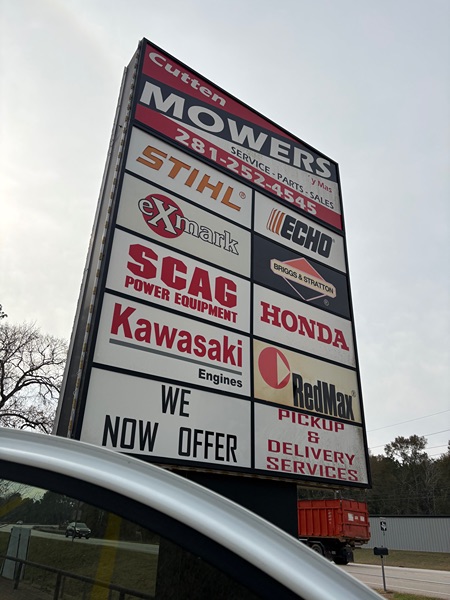 Cutten
MOWERS
y Mas
SERVICE - PARTS - SALES
281-252-4545
STIHL®
ECHO
eXmark
BRIGGS & STRATTON
SCAG
POWER EQUIPMENT
HONDA
Kawasaki
Engines
RedMax
WE
NOW OFFER
PICKUP
&
DELIVERY
SERVICES